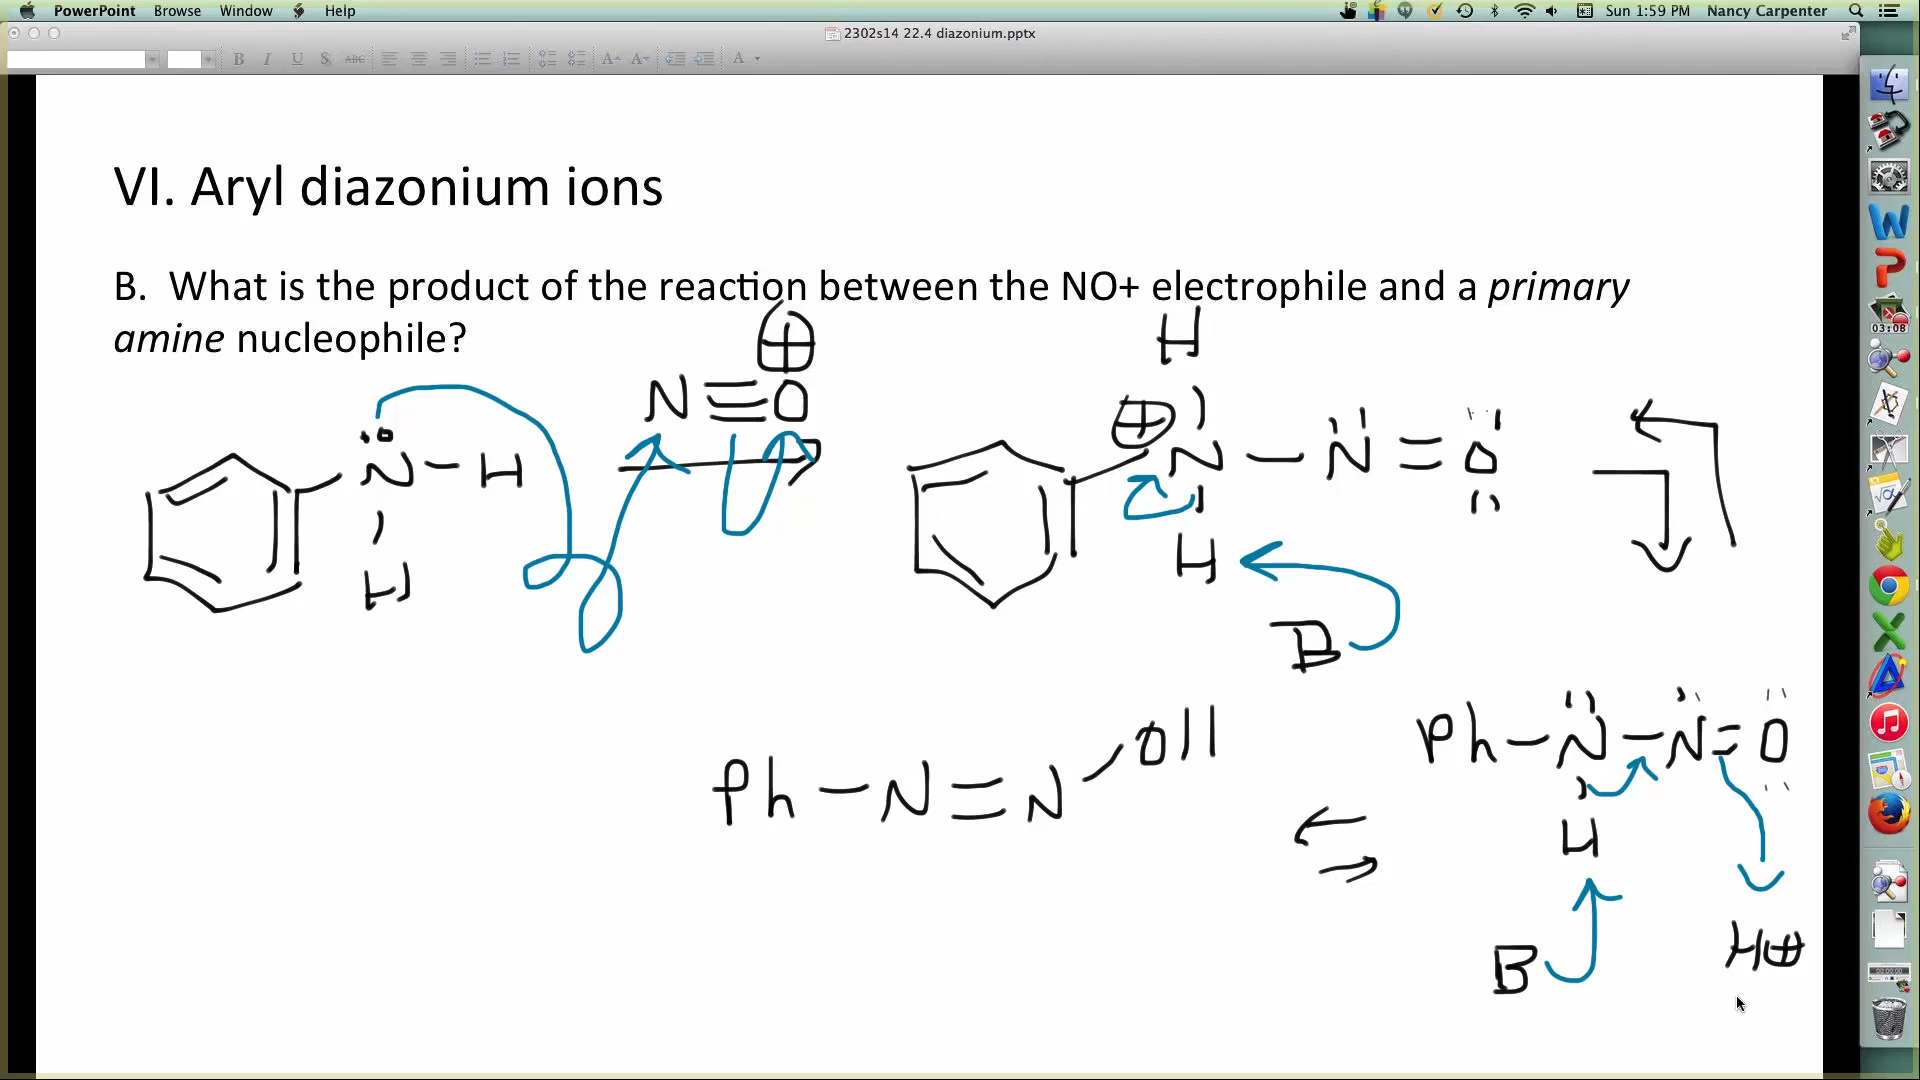 PowerPoint Browse Window Help Sun 1:59 PM Nancy Carpenter
2302s14 22.4 diazonium.pptx
B I U S ABC A A A
VI. Aryl diazonium ions
B. What is the product of the reaction between the NO+ electrophile and a primary
amine nucleophile?
⊕
H
N≡O
⊕
N–H
N–N=O
H
H
B
Ph–N–N=O
Ph–N=N–OH
H
B
H⊕
03:08